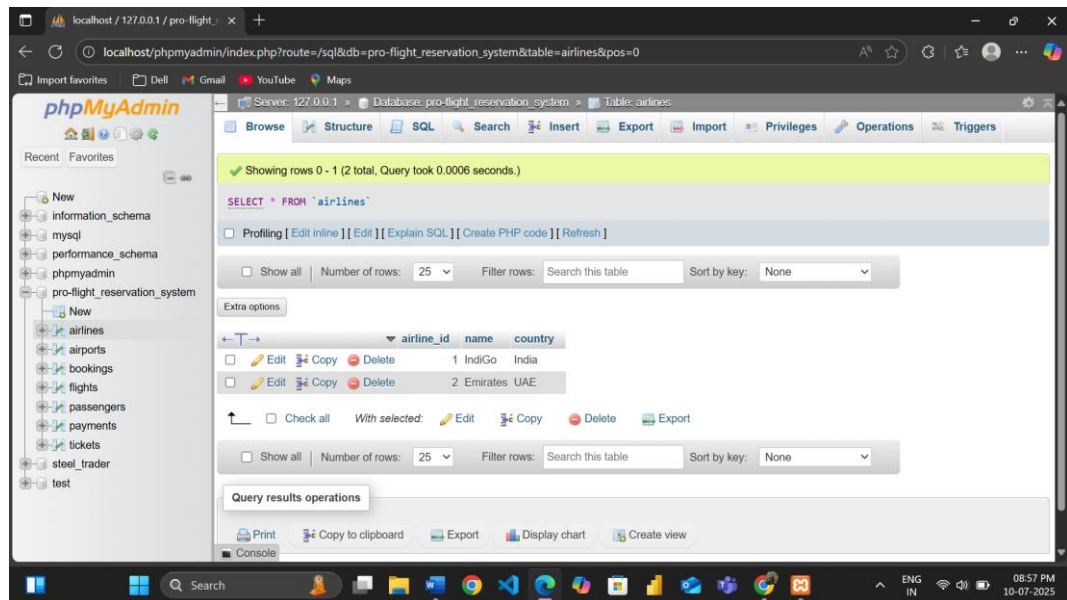 localhost / 127.0.0.1 / pro-flight_r
localhost/phpmyadmin/index.php?route=/sql&db=pro-flight_reservation_system&table=airlines&pos=0
Import favorites Dell Gmail YouTube Maps
phpMyAdmin
Recent Favorites
New
information_schema
mysql
performance_schema
phpmyadmin
pro-flight_reservation_system
New
airlines
airports
bookings
flights
passengers
payments
tickets
steel_trader
test
Server: 127.0.0.1 » Database: pro-flight_reservation_system » Table: airlines
Browse Structure SQL Search Insert Export Import Privileges Operations Triggers
Showing rows 0 - 1 (2 total, Query took 0.0006 seconds.)
SELECT * FROM `airlines`
Profiling [ Edit inline ] [ Edit ] [ Explain SQL ] [ Create PHP code ] [ Refresh ]
Show all | Number of rows: 25 Filter rows: Search this table Sort by key: None
Extra options
airline_id name country
Edit Copy Delete 1 IndiGo India
Edit Copy Delete 2 Emirates UAE
Check all With selected: Edit Copy Delete Export
Show all | Number of rows: 25 Filter rows: Search this table Sort by key: None
Query results operations
Print Copy to clipboard Export Display chart Create view
Console
Search
ENG
IN
08:57 PM
10-07-2025